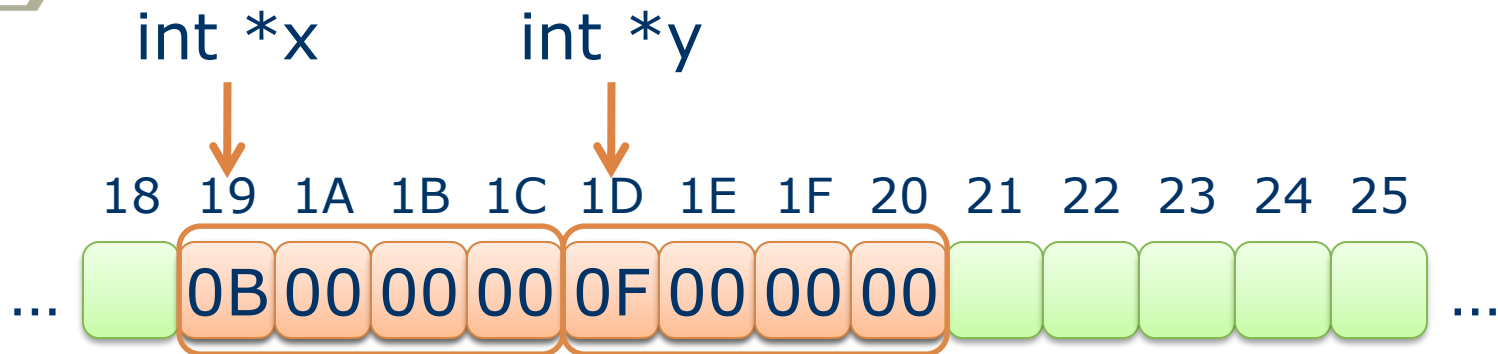 int *x int *y
18 19 1A 1B 1C 1D 1E 1F 20 21 22 23 24 25
... 0B 00 00 00 0F 00 00 00 ...